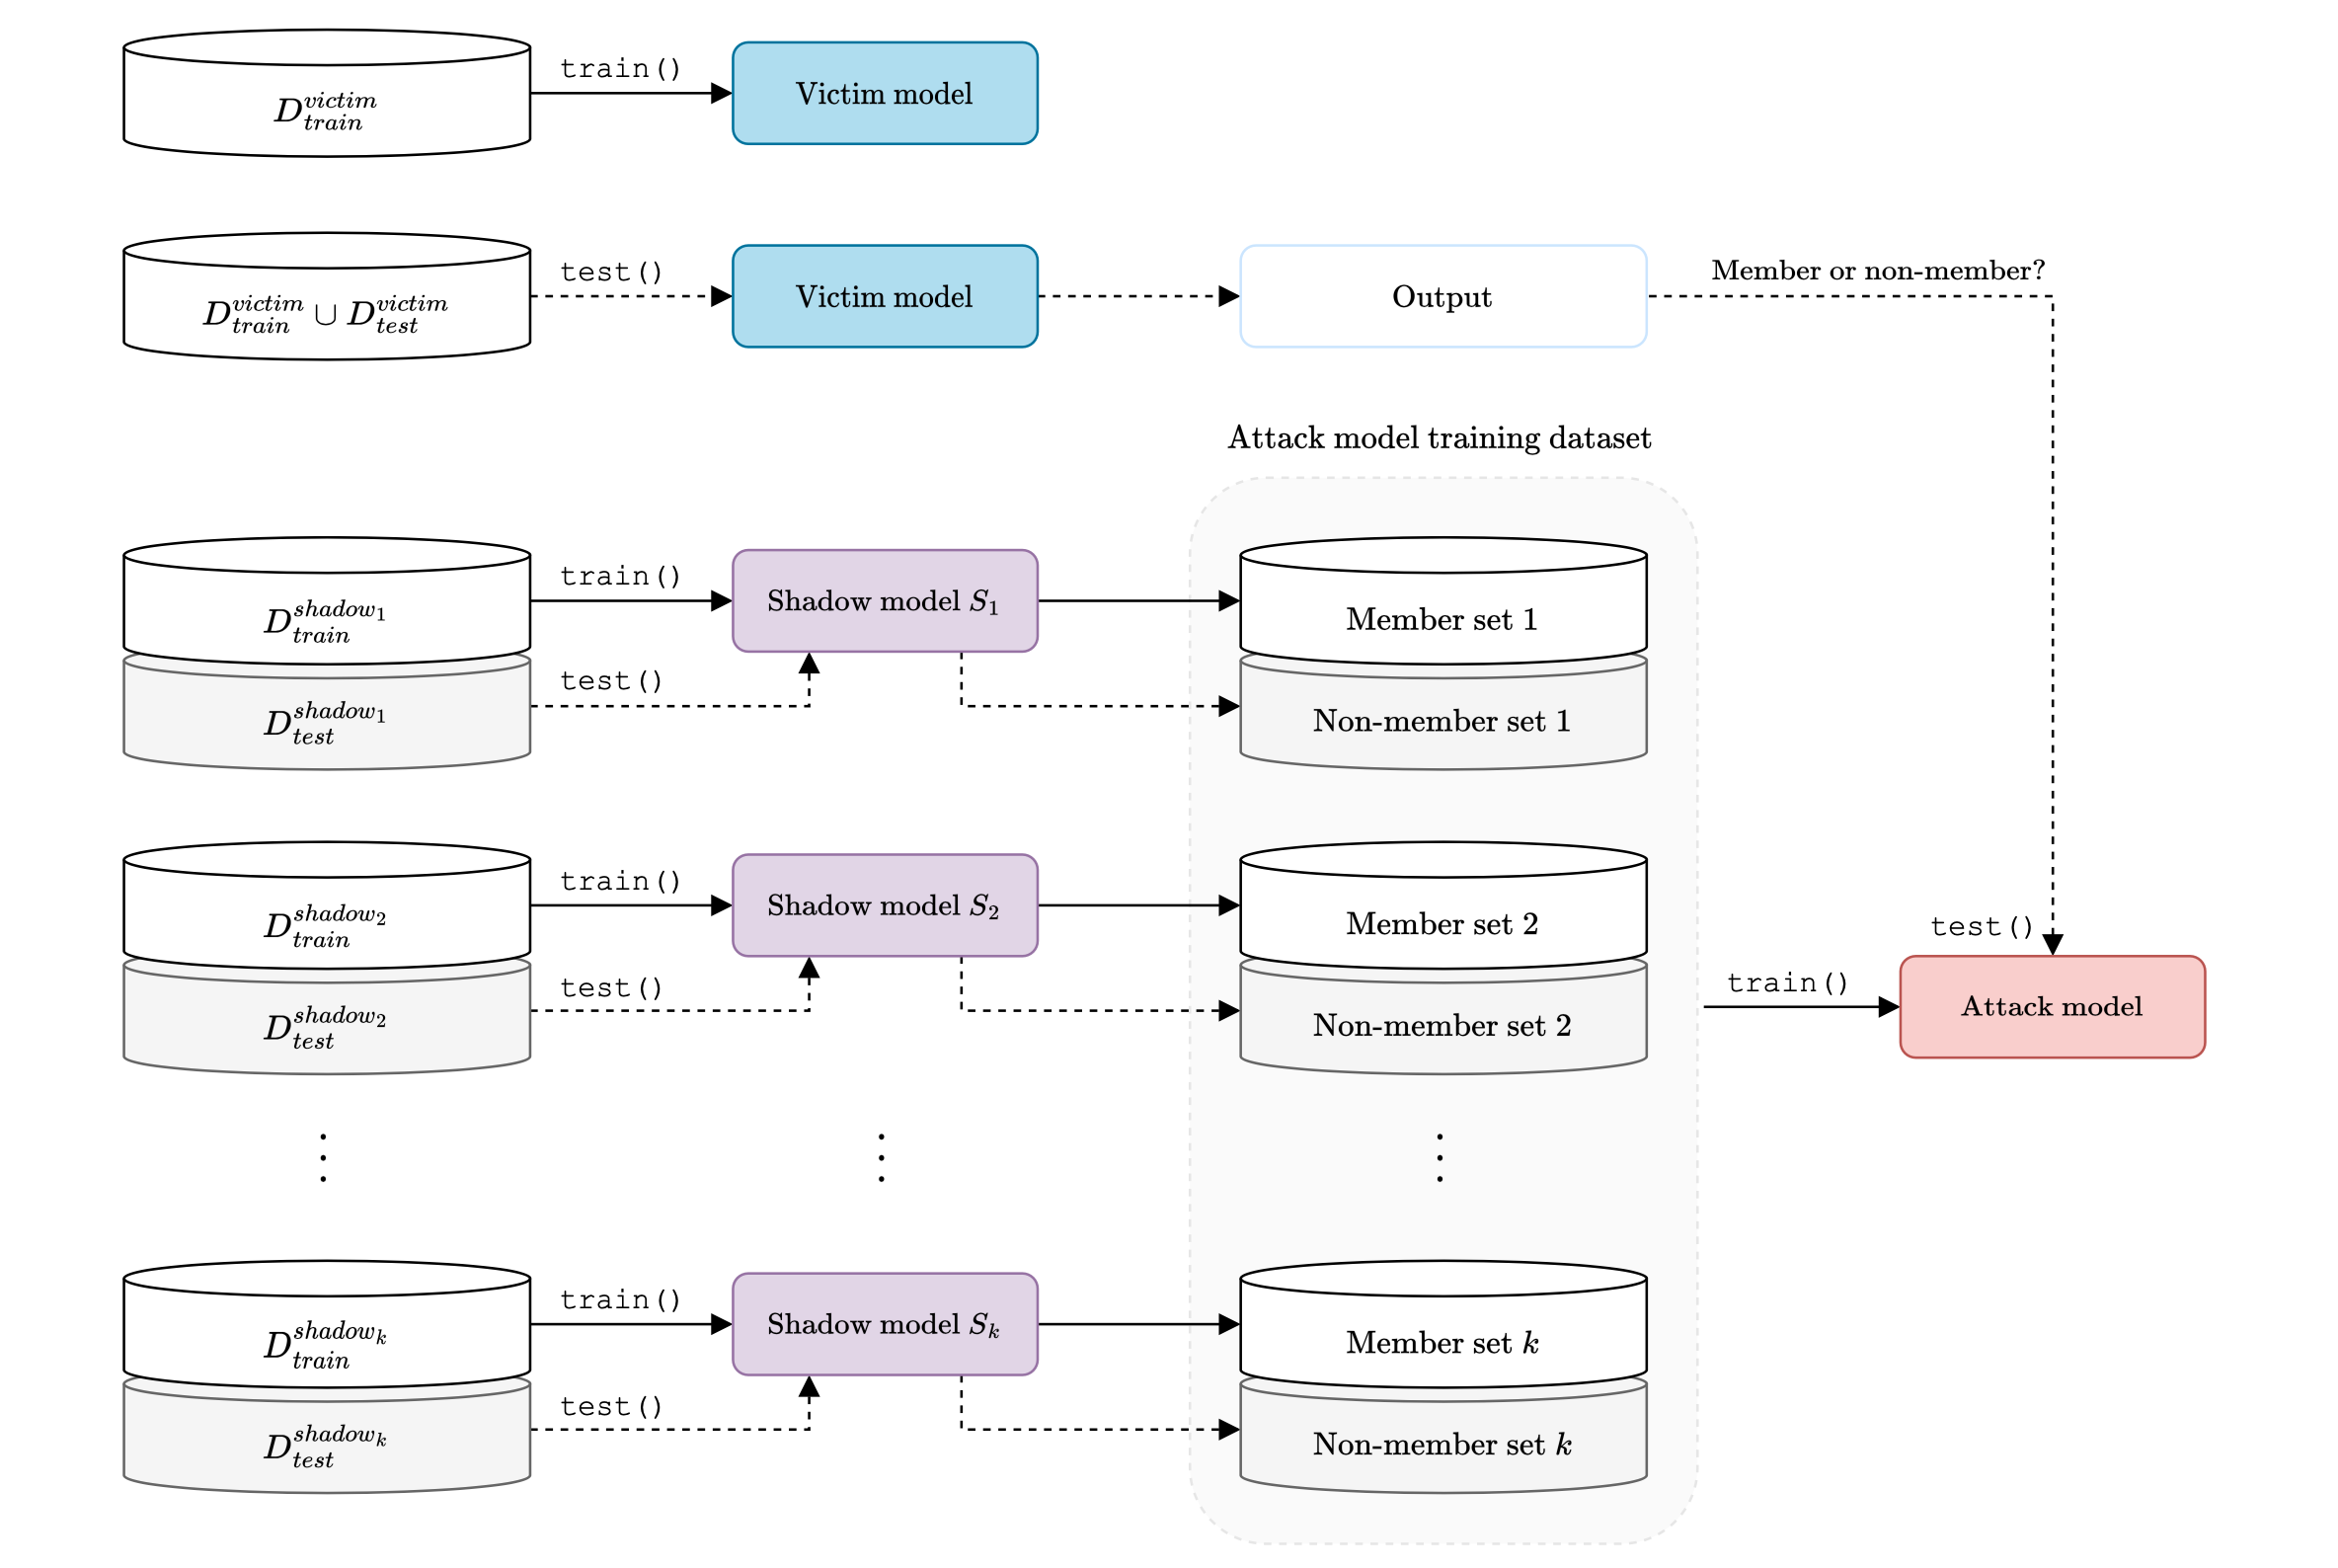 train()
$D_{train}^{victim}$
Victim model
test()
$D_{train}^{victim} \cup D_{test}^{victim}$
Victim model
Output
Member or non-member?
Attack model training dataset
train()
$D_{train}^{shadow_1}$
Shadow model $S_1$
Member set 1
test()
$D_{test}^{shadow_1}$
Non-member set 1
train()
$D_{train}^{shadow_2}$
Shadow model $S_2$
Member set 2
test()
$D_{test}^{shadow_2}$
Non-member set 2
test()
train()
Attack model
⋮ ⋮ ⋮
train()
$D_{train}^{shadow_k}$
Shadow model $S_k$
Member set $k$
test()
$D_{test}^{shadow_k}$
Non-member set $k$